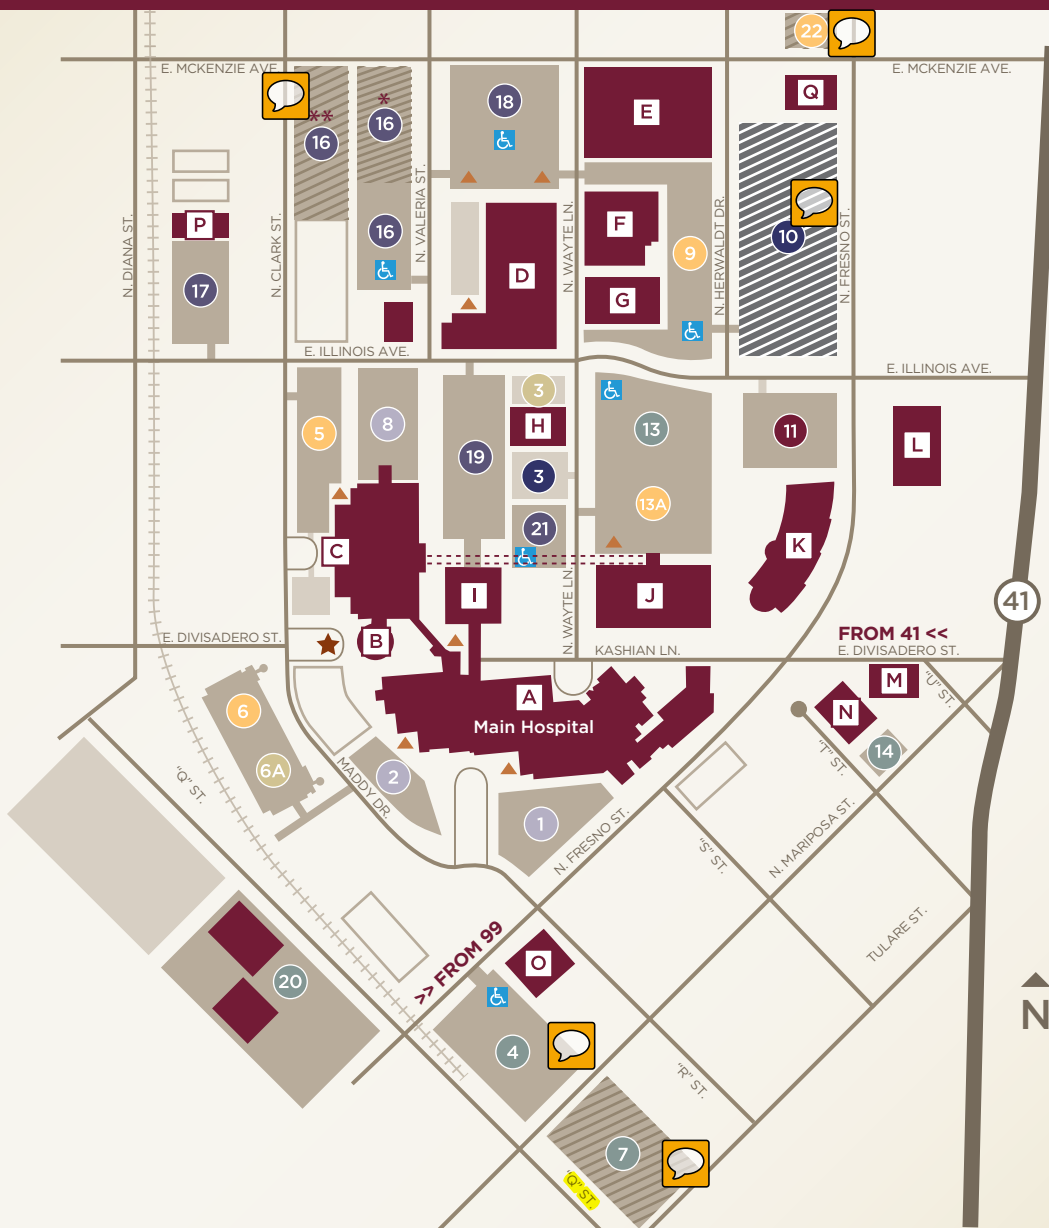 22
E. MCKENZIE AVE.
E. MCKENZIE AVE.
Q
**
16
*
16
18
E
N. DIANA ST.
P
17
N. CLARK ST.
16
N. VALERIA ST.
D
N. WAYTE LN.
F
G
9
N. HERWALDT DR.
10
N. FRESNO ST.
E. ILLINOIS AVE.
E. ILLINOIS AVE.
5
8
19
3
H
3
21
13
13A
11
L
C
I
J
K
N. WAYTE LN.
41
E. DIVISADERO ST.
B
KASHIAN LN.
FROM 41 <<
E. DIVISADERO ST.
A
Main Hospital
M
"U" ST.
N
6
6A
"T" ST.
14
"Q" ST.
MADDY DR.
2
1
N. FRESNO ST.
"S" ST.
N. MARIPOSA ST.
TULARE ST.
>> FROM 99
O
20
4
N
"R" ST.
7
"Q" ST.